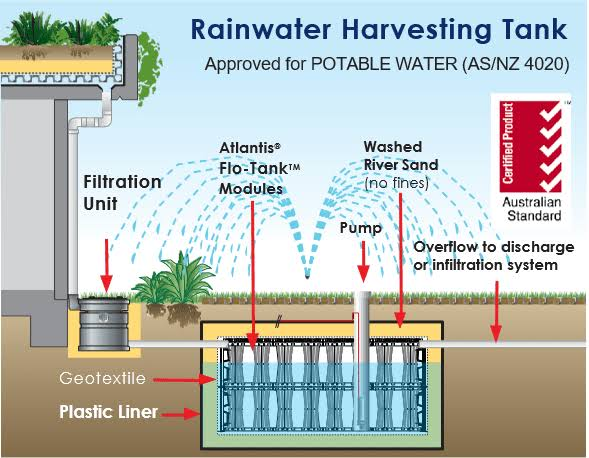 Rainwater Harvesting Tank
Approved for POTABLE WATER (AS/NZ 4020)
Certified Product
TM
Australian
Standard
Atlantis®
Flo-Tank™
Modules
Washed
River Sand
(no fines)
Filtration
Unit
Pump
Overflow to discharge
or infiltration system
Geotextile
Plastic Liner